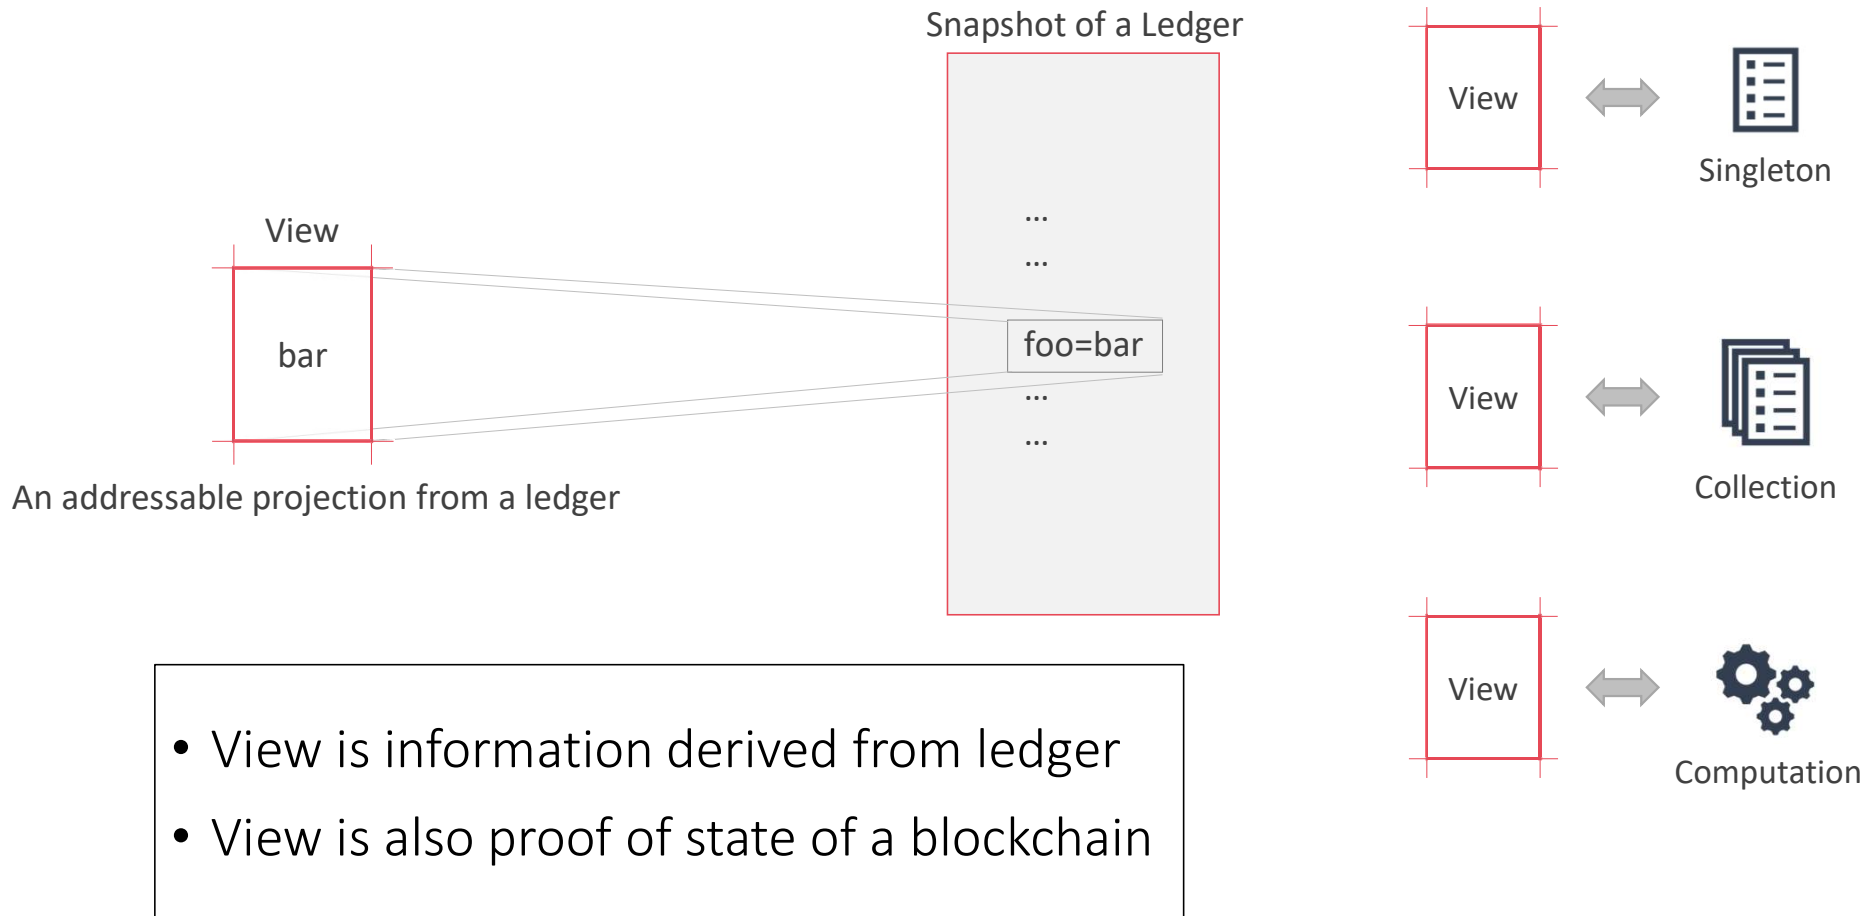 Snapshot of a Ledger
...
...
foo=bar
...
...
View
bar
An addressable projection from a ledger
View
Singleton
View
Collection
View
Computation
• View is information derived from ledger
• View is also proof of state of a blockchain